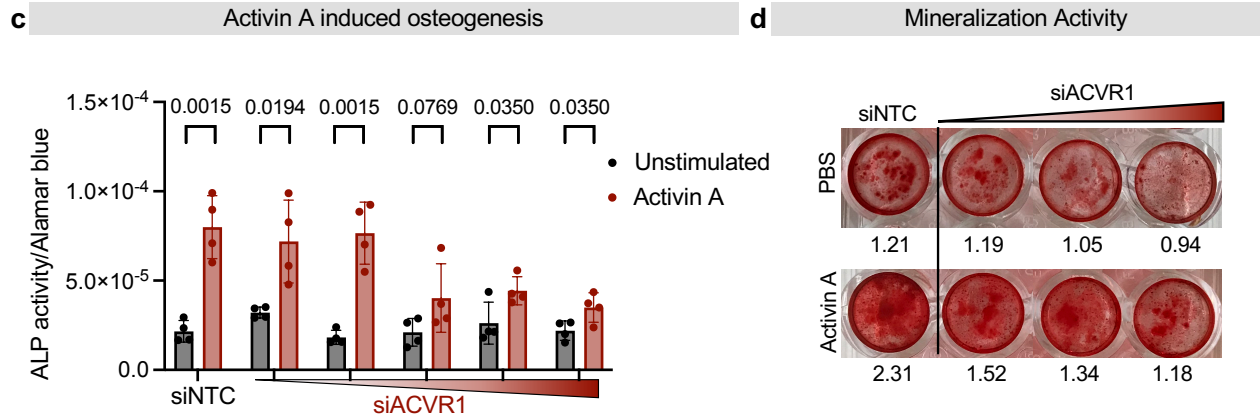 c Activin A induced osteogenesis
0.0015 0.0194 0.0015 0.0769 0.0350 0.0350
1.5×10⁻⁴
1.0×10⁻⁴
5.0×10⁻⁵
0.0
ALP activity/Alamar blue
Unstimulated
Activin A
siNTC
siACVR1
d Mineralization Activity
siNTC
siACVR1
PBS
1.21 1.19 1.05 0.94
Activin A
2.31 1.52 1.34 1.18